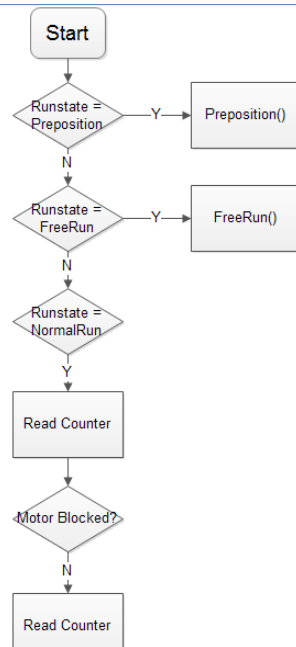 Start
Runstate =
Preposition
Y
Preposition()
N
Runstate =
FreeRun
Y
FreeRun()
N
Runstate =
NormalRun
Y
Read Counter
Motor Blocked?
N
Read Counter